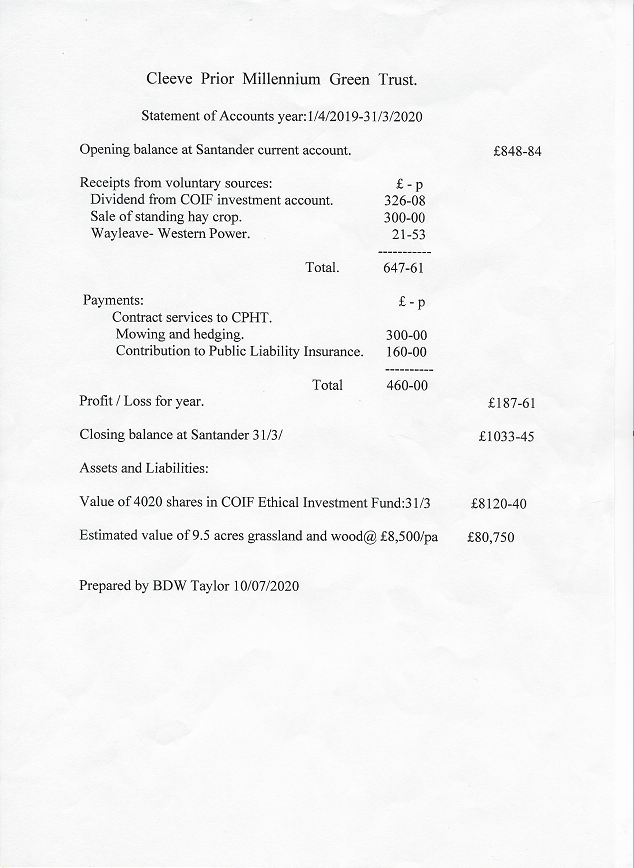 Cleeve Prior Millennium Green Trust.
Statement of Accounts year:1/4/2019-31/3/2020
Opening balance at Santander current account. £848-84
Receipts from voluntary sources: £ - p
Dividend from COIF investment account. 326-08
Sale of standing hay crop. 300-00
Wayleave- Western Power. 21-53
-----------
Total. 647-61
Payments: £ - p
Contract services to CPHT.
Mowing and hedging. 300-00
Contribution to Public Liability Insurance. 160-00
----------
Total 460-00
Profit / Loss for year. £187-61
Closing balance at Santander 31/3/ £1033-45
Assets and Liabilities:
Value of 4020 shares in COIF Ethical Investment Fund:31/3 £8120-40
Estimated value of 9.5 acres grassland and wood@ £8,500/pa £80,750
Prepared by BDW Taylor 10/07/2020